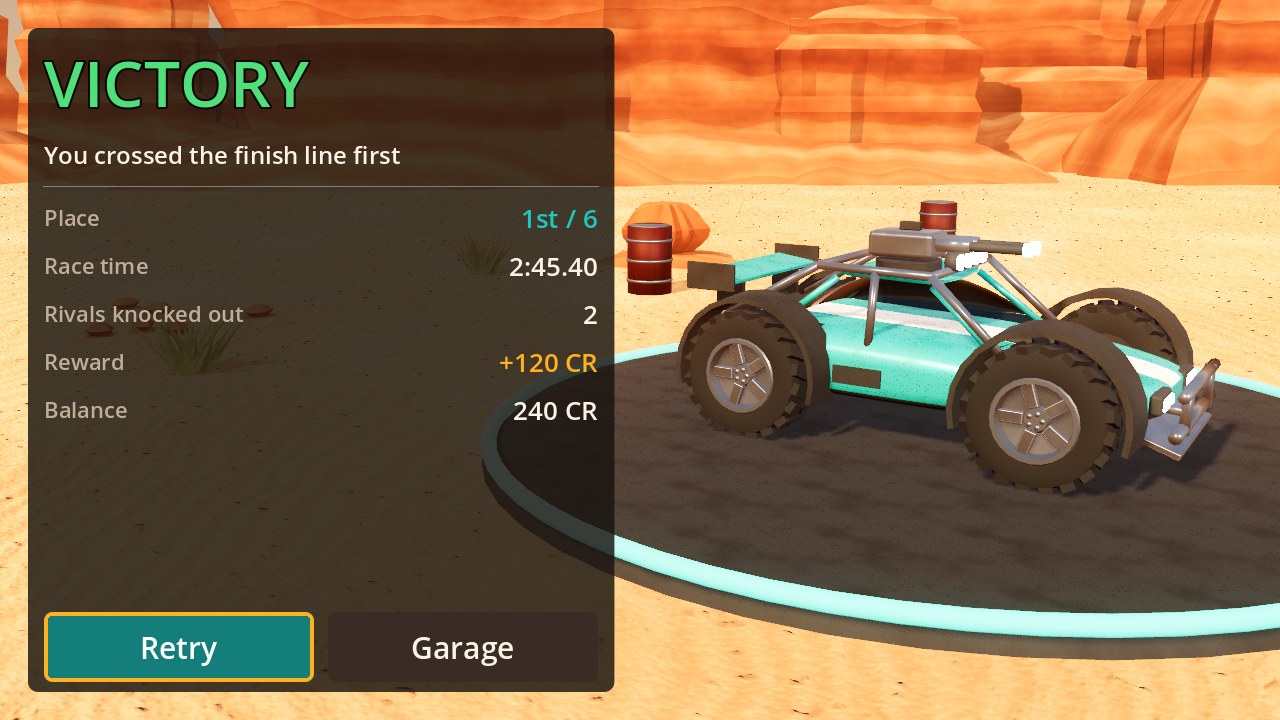 VICTORY
You crossed the finish line first
Place 1st / 6
Race time 2:45.40
Rivals knocked out 2
Reward +120 CR
Balance 240 CR
Retry Garage